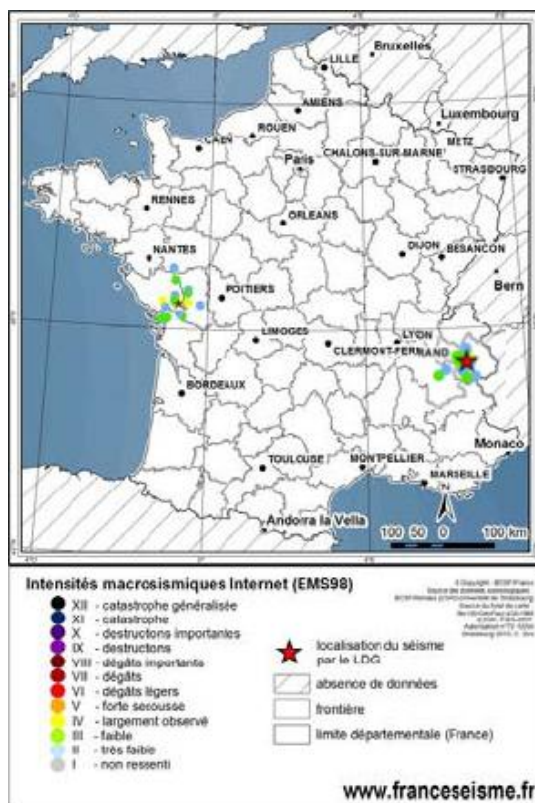 Bruxelles
LILLE
AMIENS
Luxembourg
ROUEN
CAEN
METZ
Paris
CHALONS-SUR-MARNE
STRASBOURG
RENNES
ORLEANS
NANTES
DIJON
BESANCON
POITIERS
Bern
LYON
LIMOGES
CLERMONT-FERRAND
BORDEAUX
Monaco
TOULOUSE
MONTPELLIER
MARSEILLE
N
Andorra la Vella
100 50 0 100 km
Intensités macrosismiques Internet (EMS98)
XII - catastrophe généralisée
XI - catastrophe
X - destructons importantes
IX - destructons
VIII - dégâts importants
VII - dégâts
VI - dégâts légers
V - forte secousse
IV - largement observé
III - faible
II - très faible
I - non ressenti
localisation du séisme
par le LDG
absence de données
frontière
limite départementale (France)
www.franceseisme.fr